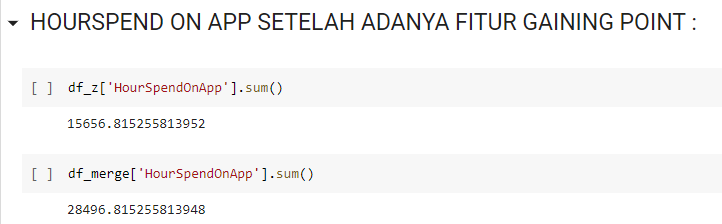 HOURSPEND ON APP SETELAH ADANYA FITUR GAINING POINT :
[ ] df_z['HourSpendOnApp'].sum()
15656.815255813952
[ ] df_merge['HourSpendOnApp'].sum()
28496.815255813948